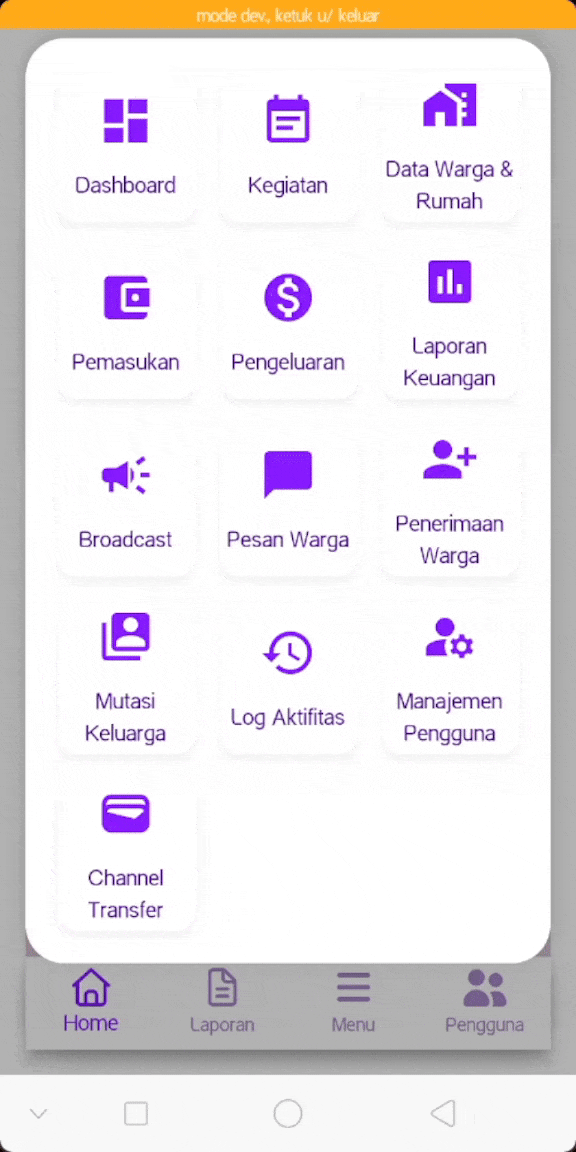 mode dev., ketuk u/ keluar
Dashboard
Kegiatan
Data Warga &
Rumah
Pemasukan
Pengeluaran
Laporan
Keuangan
Broadcast
Pesan Warga
Penerimaan
Warga
Mutasi
Keluarga
Log Aktifitas
Manajemen
Pengguna
Channel
Transfer
Home
Laporan
Menu
Pengguna